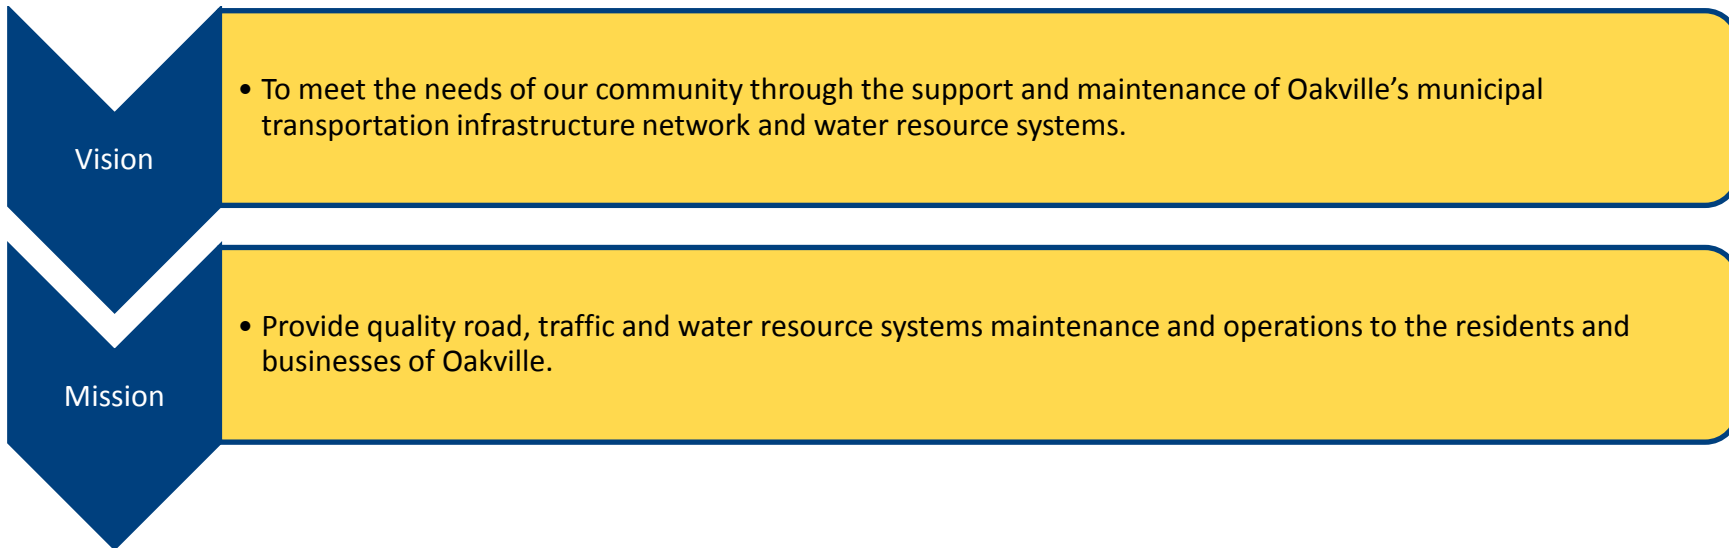 Vision
• To meet the needs of our community through the support and maintenance of Oakville’s municipal
transportation infrastructure network and water resource systems.
Mission
• Provide quality road, traffic and water resource systems maintenance and operations to the residents and
businesses of Oakville.